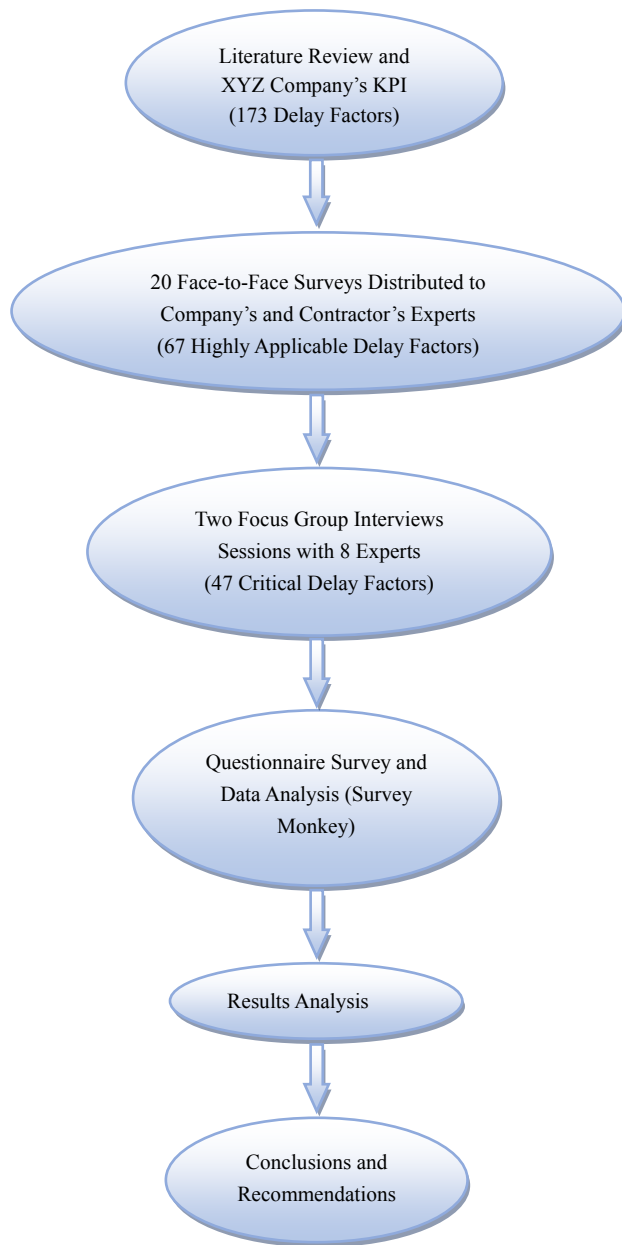 Literature Review and
XYZ Company’s KPI
(173 Delay Factors)
20 Face-to-Face Surveys Distributed to
Company’s and Contractor’s Experts
(67 Highly Applicable Delay Factors)
Two Focus Group Interviews
Sessions with 8 Experts
(47 Critical Delay Factors)
Questionnaire Survey and
Data Analysis (Survey
Monkey)
Results Analysis
Conclusions and
Recommendations